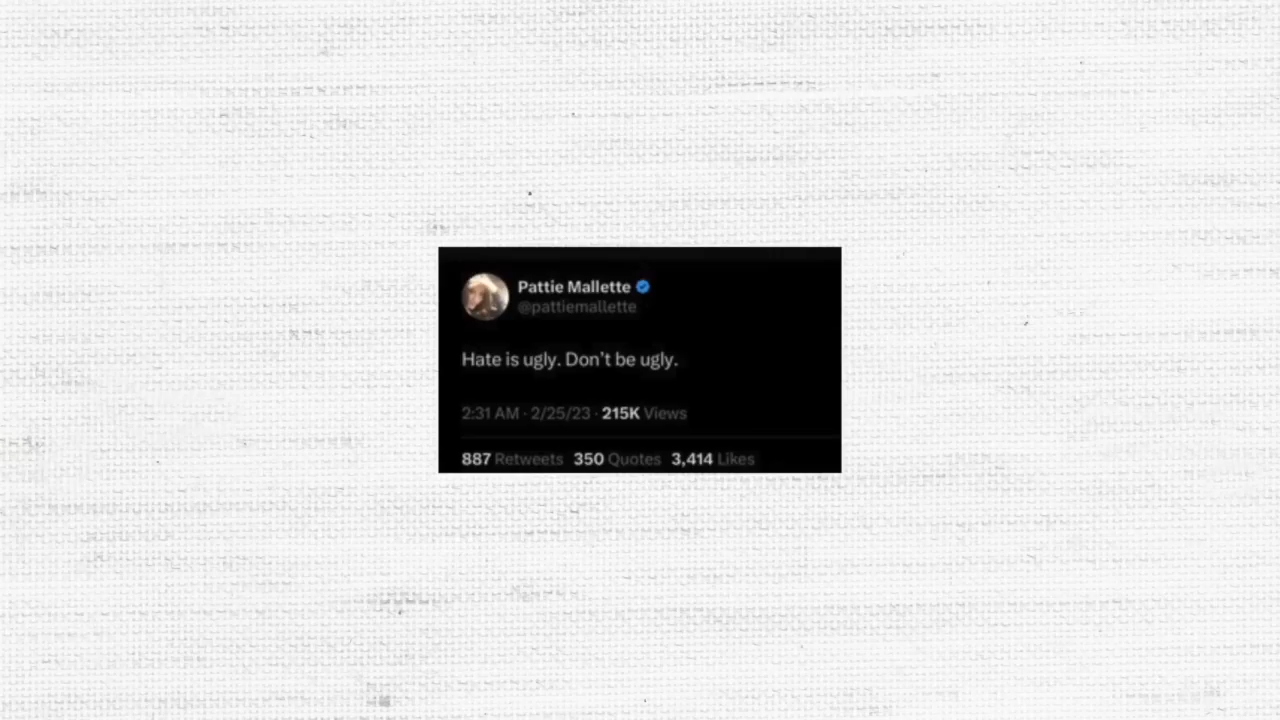 Pattie Mallette
@pattiemallette
Hate is ugly. Don't be ugly.
2:31 AM · 2/25/23 · 215K Views
887 Retweets 350 Quotes 3,414 Likes